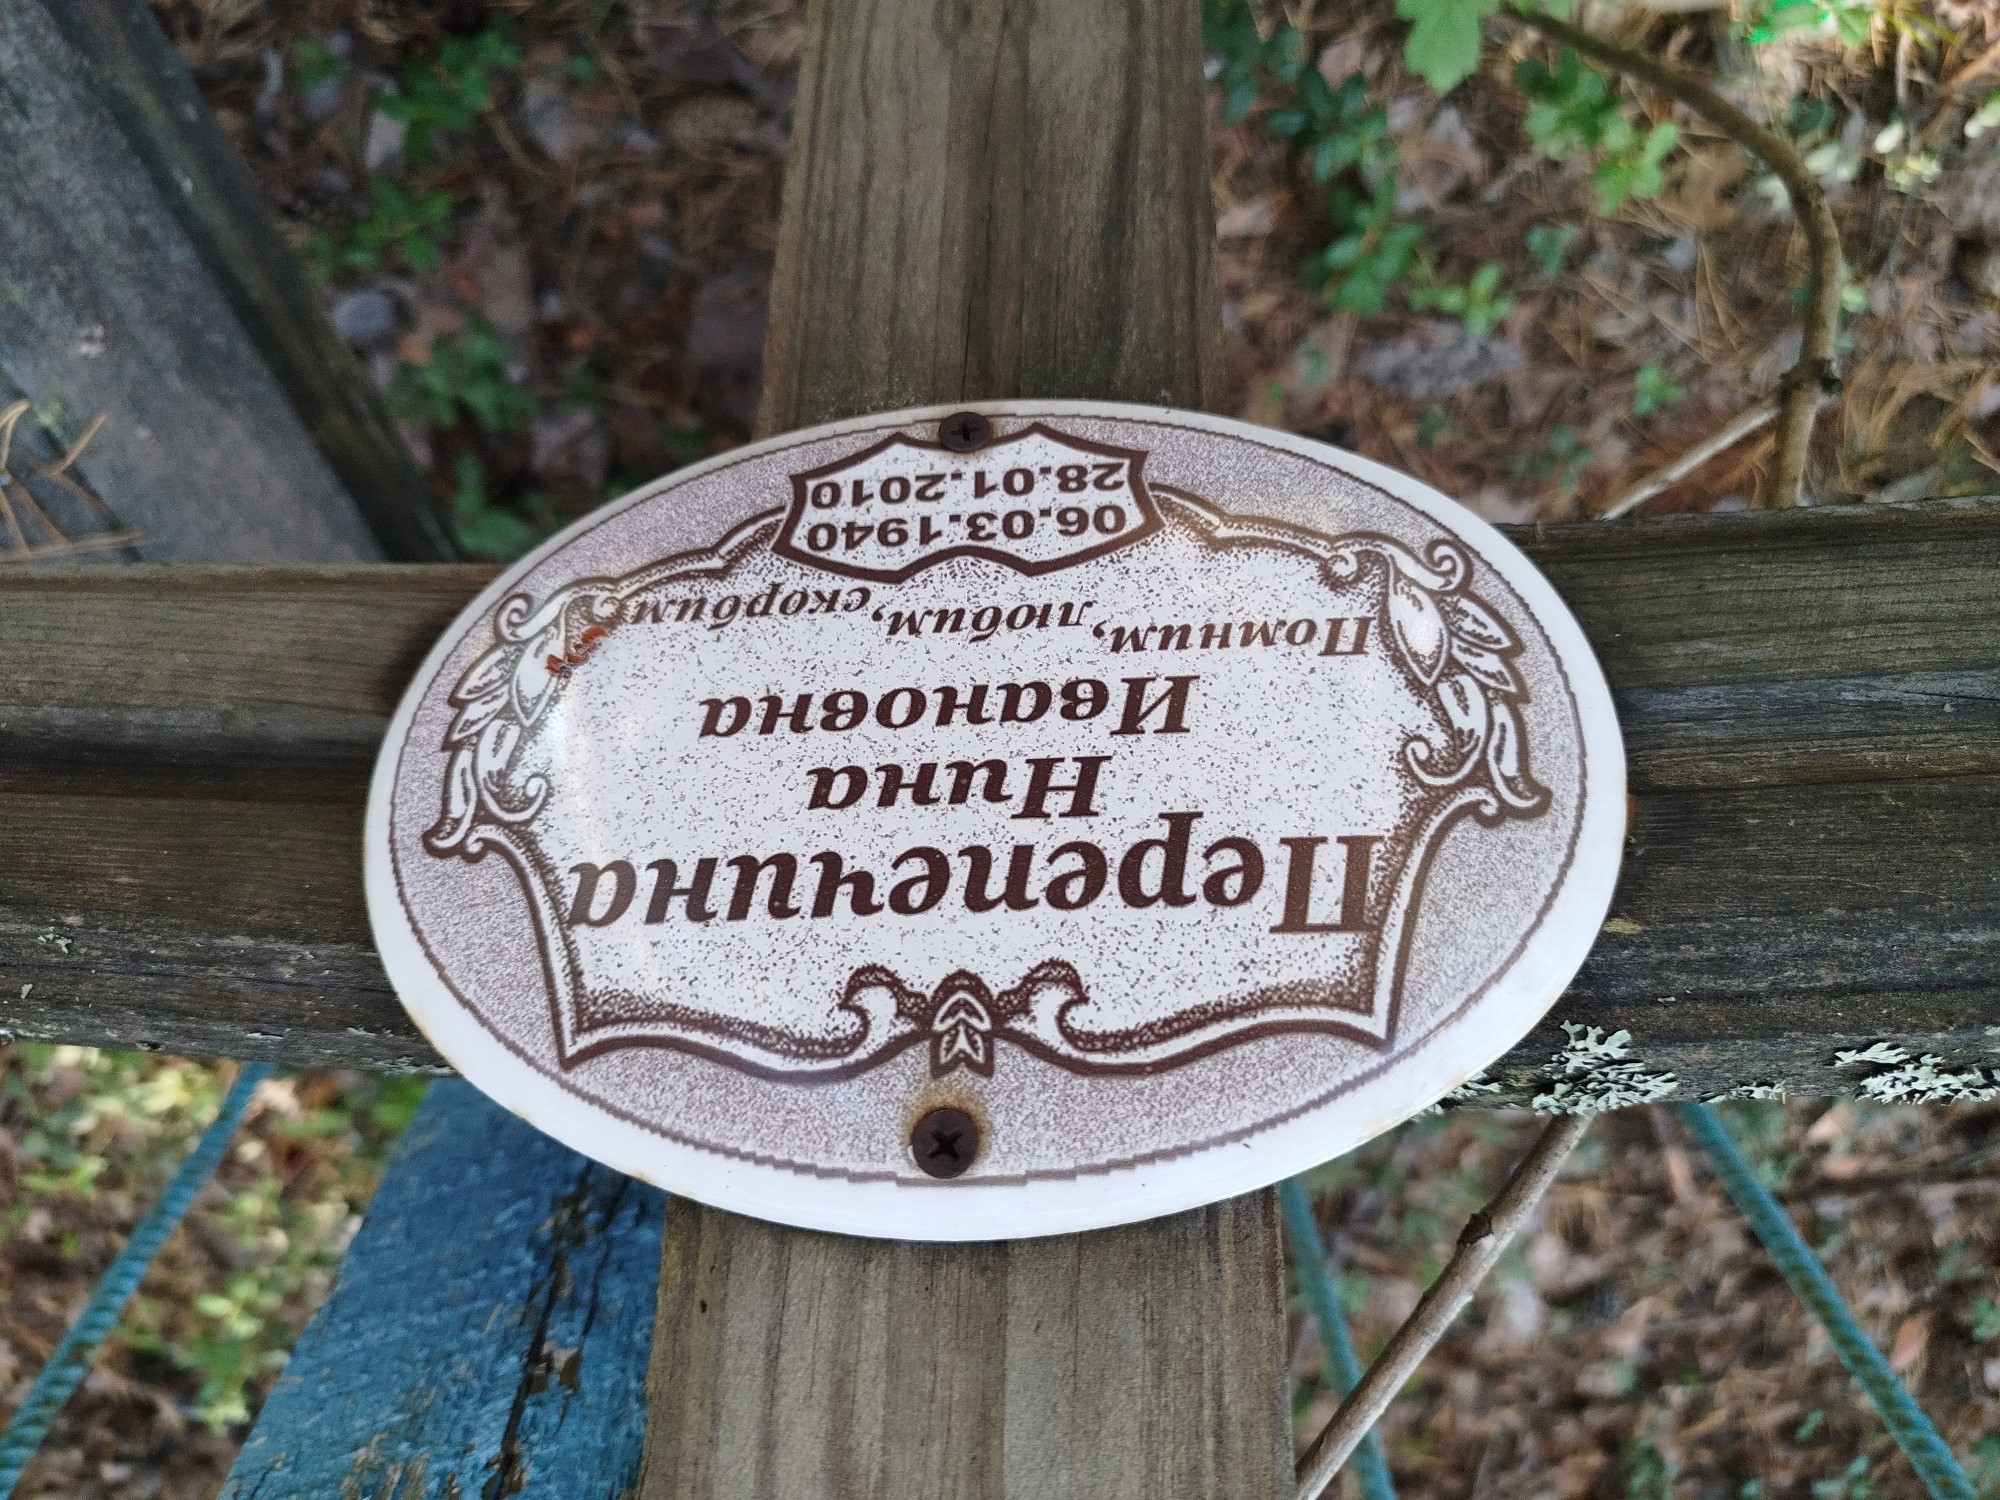 Перепечина
Нина
Ивановна
Помним, любим, скорбим
06.03.1940
28.01.2010